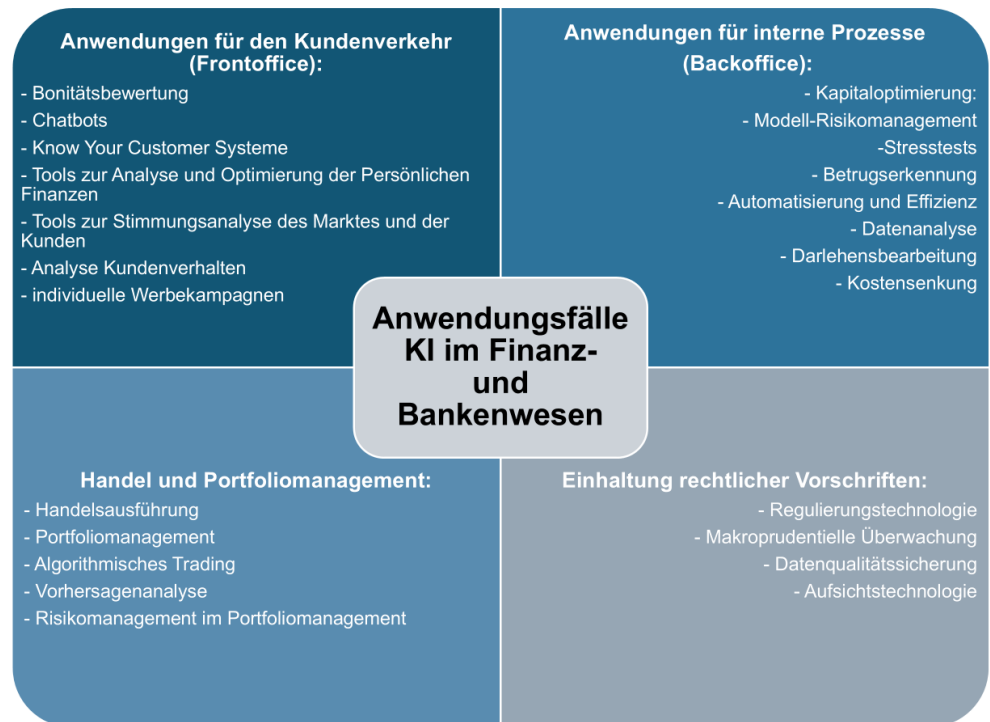 Anwendungen für den Kundenverkehr
(Frontoffice):
- Bonitätsbewertung
- Chatbots
- Know Your Customer Systeme
- Tools zur Analyse und Optimierung der Persönlichen
Finanzen
- Tools zur Stimmungsanalyse des Marktes und der
Kunden
- Analyse Kundenverhalten
- individuelle Werbekampagnen
Anwendungen für interne Prozesse
(Backoffice):
- Kapitaloptimierung:
- Modell-Risikomanagement
-Stresstests
- Betrugserkennung
- Automatisierung und Effizienz
- Datenanalyse
- Darlehensbearbeitung
- Kostensenkung
Anwendungsfälle
KI im Finanz-
und
Bankenwesen
Handel und Portfoliomanagement:
- Handelsausführung
- Portfoliomanagement
- Algorithmisches Trading
- Vorhersagenanalyse
- Risikomanagement im Portfoliomanagement
Einhaltung rechtlicher Vorschriften:
- Regulierungstechnologie
- Makroprudentielle Überwachung
- Datenqualitätssicherung
- Aufsichtstechnologie